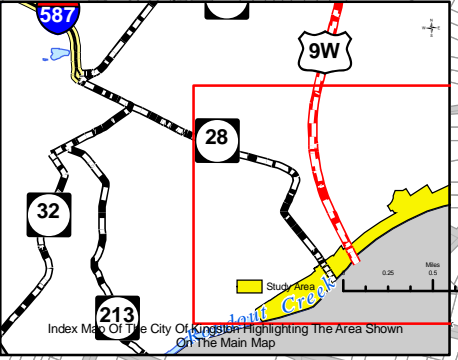 587
9W
28
32
213
Study Area
Miles
0.25
0.5
Rondout Creek
Index Map Of The City Of Kingston Highlighting The Area Shown
On The Main Map